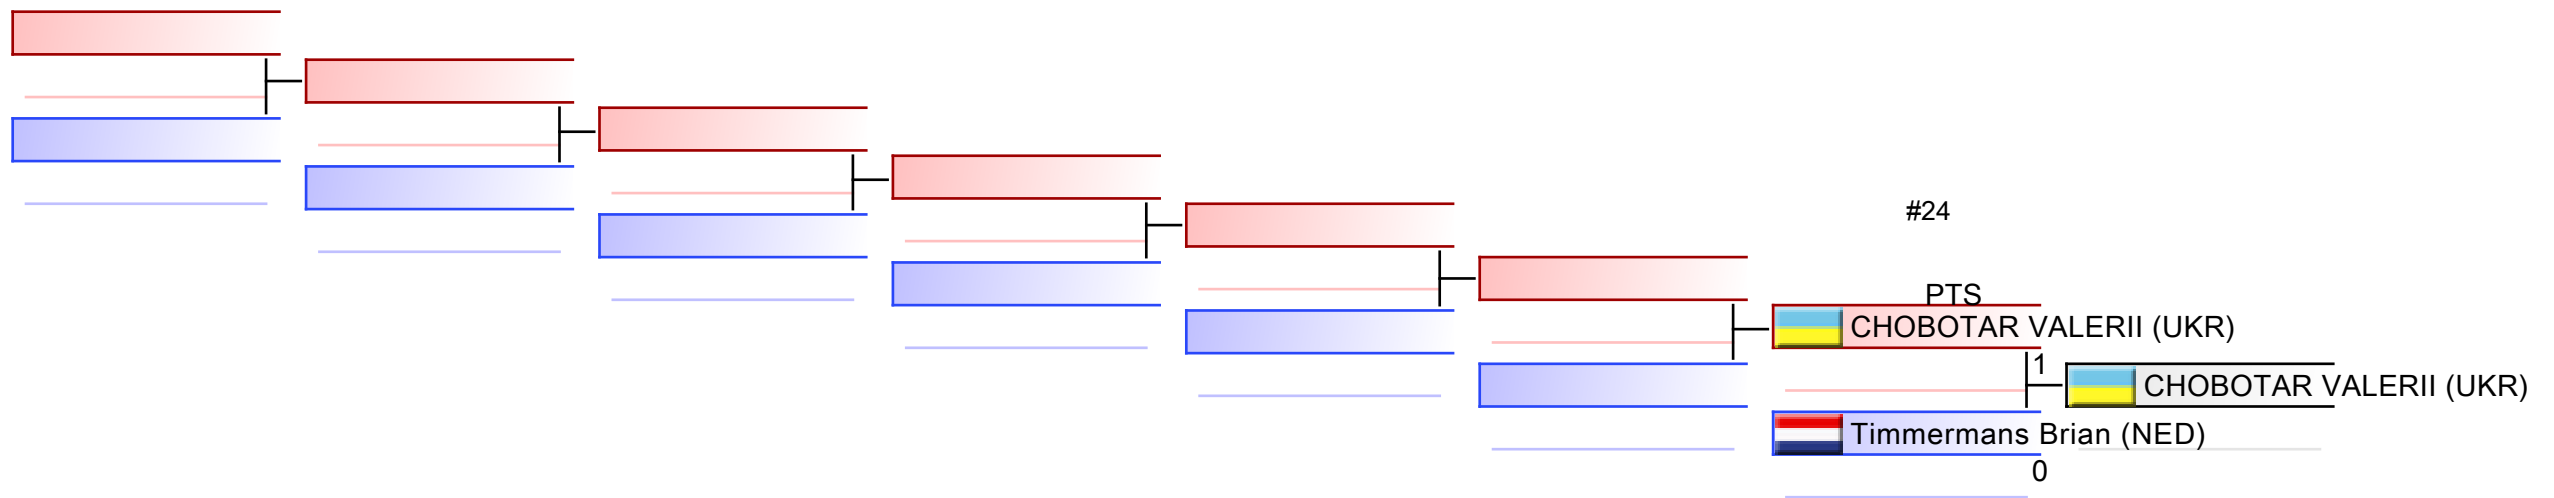 #24
PTS
CHOBOTAR VALERII (UKR)
1
CHOBOTAR VALERII (UKR)
Timmermans Brian (NED)
0